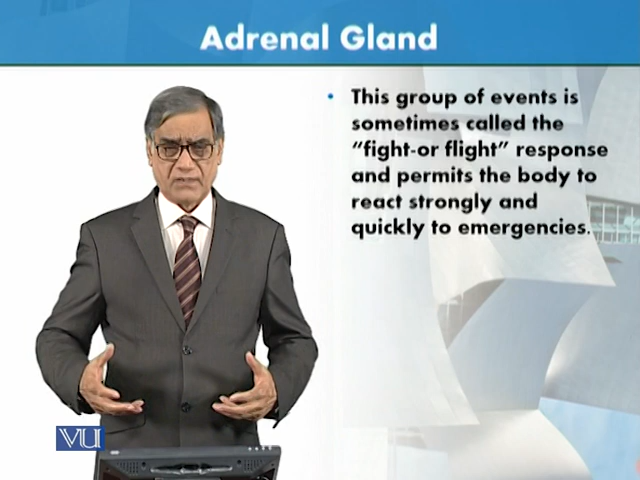 Adrenal Gland
• This group of events is
sometimes called the
“fight-or flight” response
and permits the body to
react strongly and
quickly to emergencies.
VU